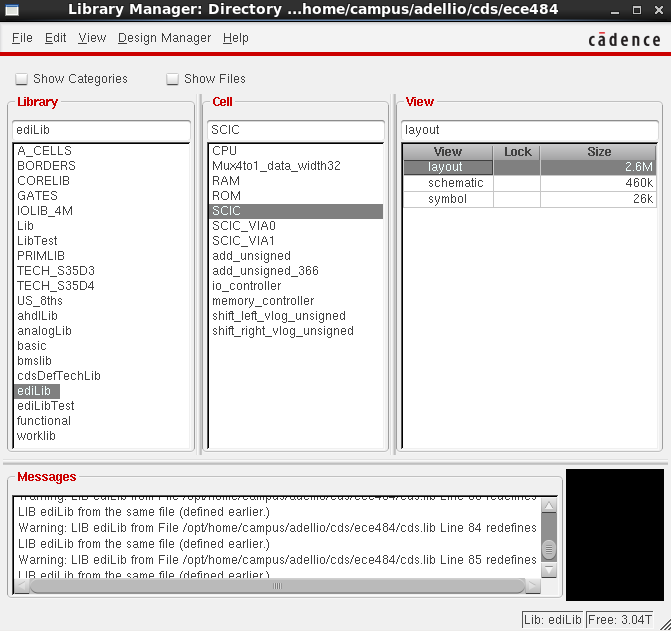 Library Manager: Directory ...home/campus/adellio/cds/ece484
File Edit View Design Manager Help
cādence
Show Categories Show Files
Library
ediLib
A_CELLS
BORDERS
CORELIB
GATES
IOLIB_4M
Lib
LibTest
PRIMLIB
TECH_S35D3
TECH_S35D4
US_8ths
ahdlLib
analogLib
basic
bmslib
cdsDefTechLib
ediLib
ediLibTest
functional
worklib
Cell
SCIC
CPU
Mux4to1_data_width32
RAM
ROM
SCIC
SCIC_VIA0
SCIC_VIA1
add_unsigned
add_unsigned_366
io_controller
memory_controller
shift_left_vlog_unsigned
shift_right_vlog_unsigned
View
layout
View Lock Size
layout 2.6M
schematic 460k
symbol 26k
Messages
LIB ediLib from the same file (defined earlier.)
Warning: LIB ediLib from File /opt/home/campus/adellio/cds/ece484/cds.lib Line 84 redefines
LIB ediLib from the same file (defined earlier.)
Warning: LIB ediLib from File /opt/home/campus/adellio/cds/ece484/cds.lib Line 85 redefines
LIB ediLib from the same file (defined earlier.)
Lib: ediLib Free: 3.04T